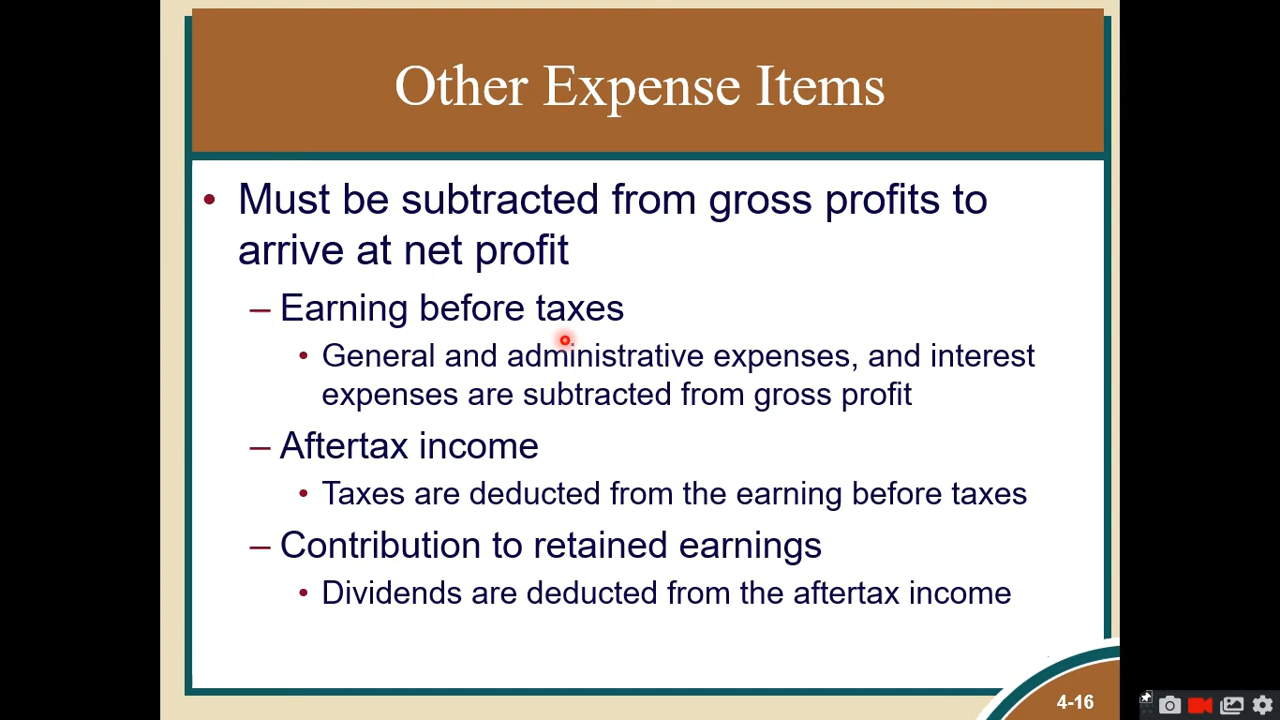 Other Expense Items
• Must be subtracted from gross profits to
arrive at net profit
– Earning before taxes
• General and administrative expenses, and interest
expenses are subtracted from gross profit
– Aftertax income
• Taxes are deducted from the earning before taxes
– Contribution to retained earnings
• Dividends are deducted from the aftertax income
4-16